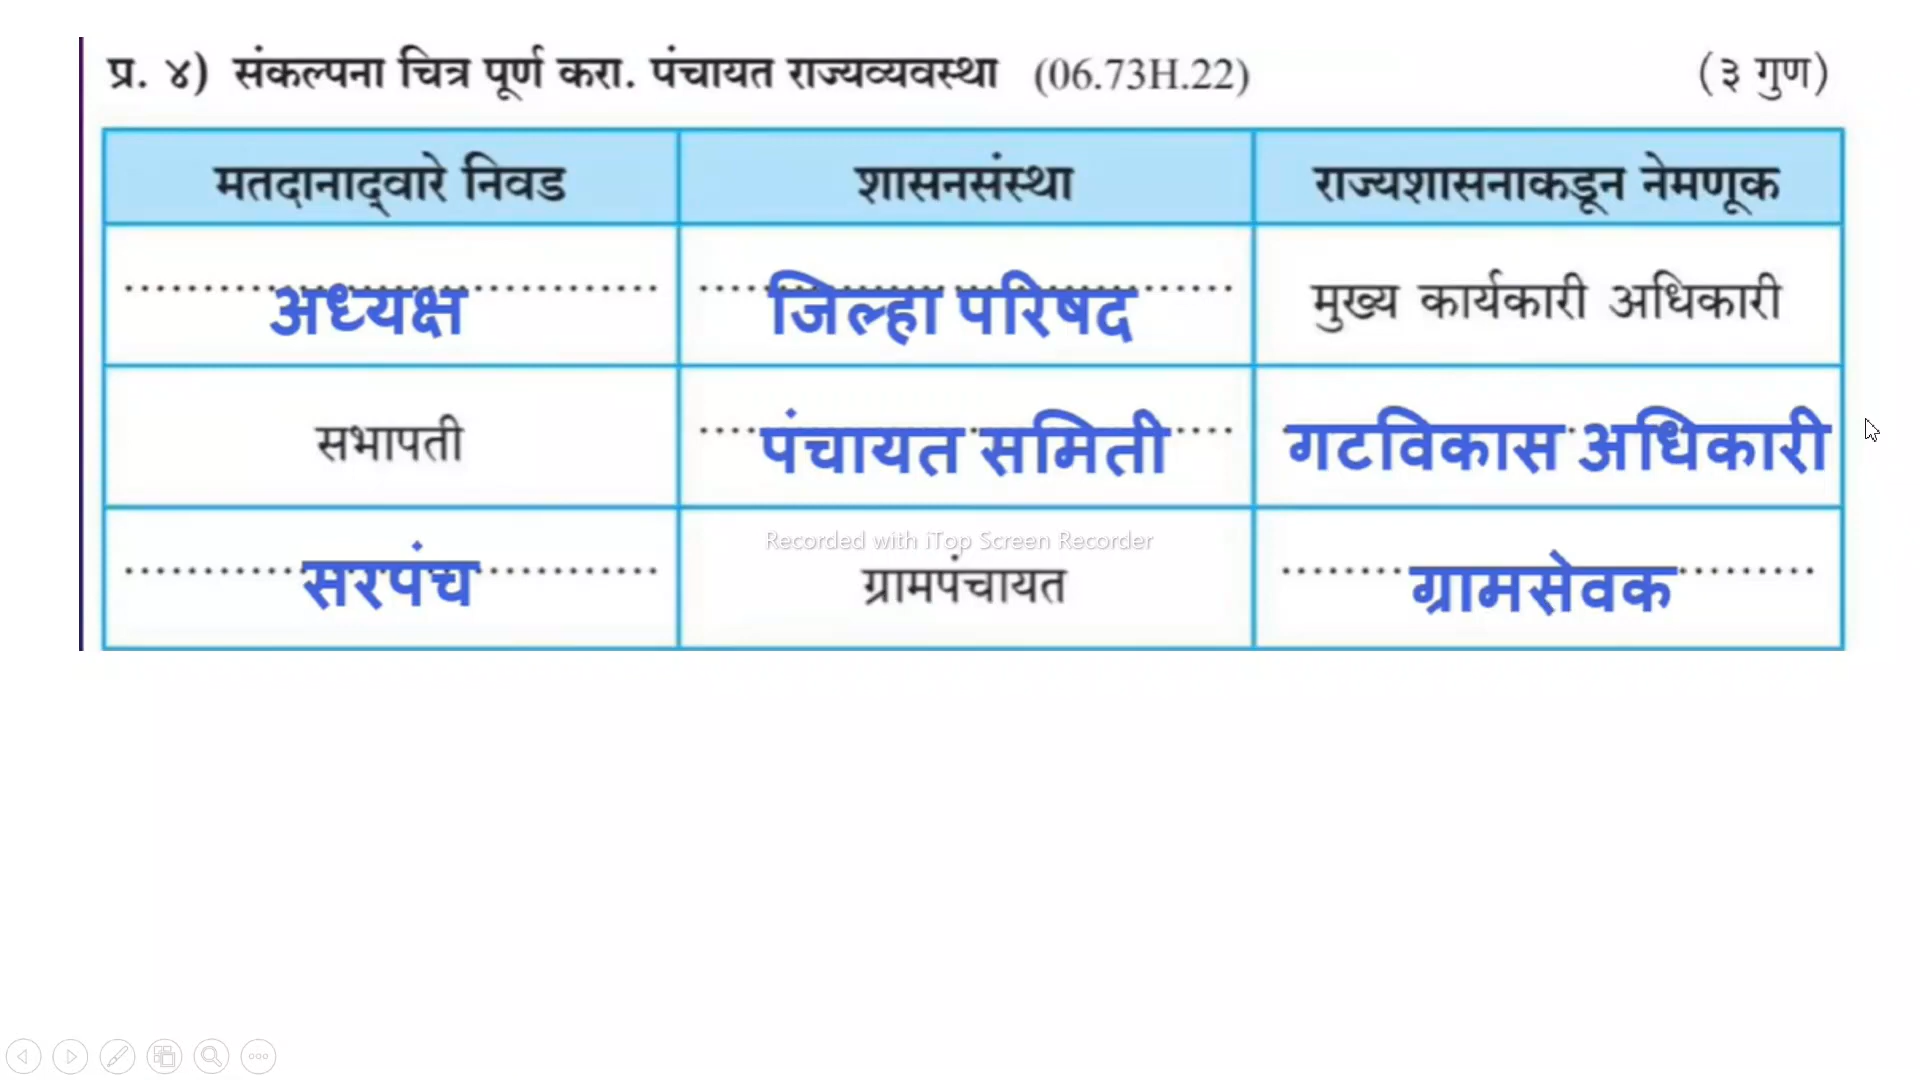 प्र. ४) संकल्पना चित्र पूर्ण करा. पंचायत राज्यव्यवस्था (06.73H.22) (३ गुण)
मतदानाद्‌वारे निवड शासनसंस्था राज्यशासनाकडून नेमणूक
अध्यक्ष जिल्हा परिषद मुख्य कार्यकारी अधिकारी
सभापती पंचायत समिती गटविकास अधिकारी
Recorded with iTop Screen Recorder
सरपंच ग्रामपंचायत ग्रामसेवक